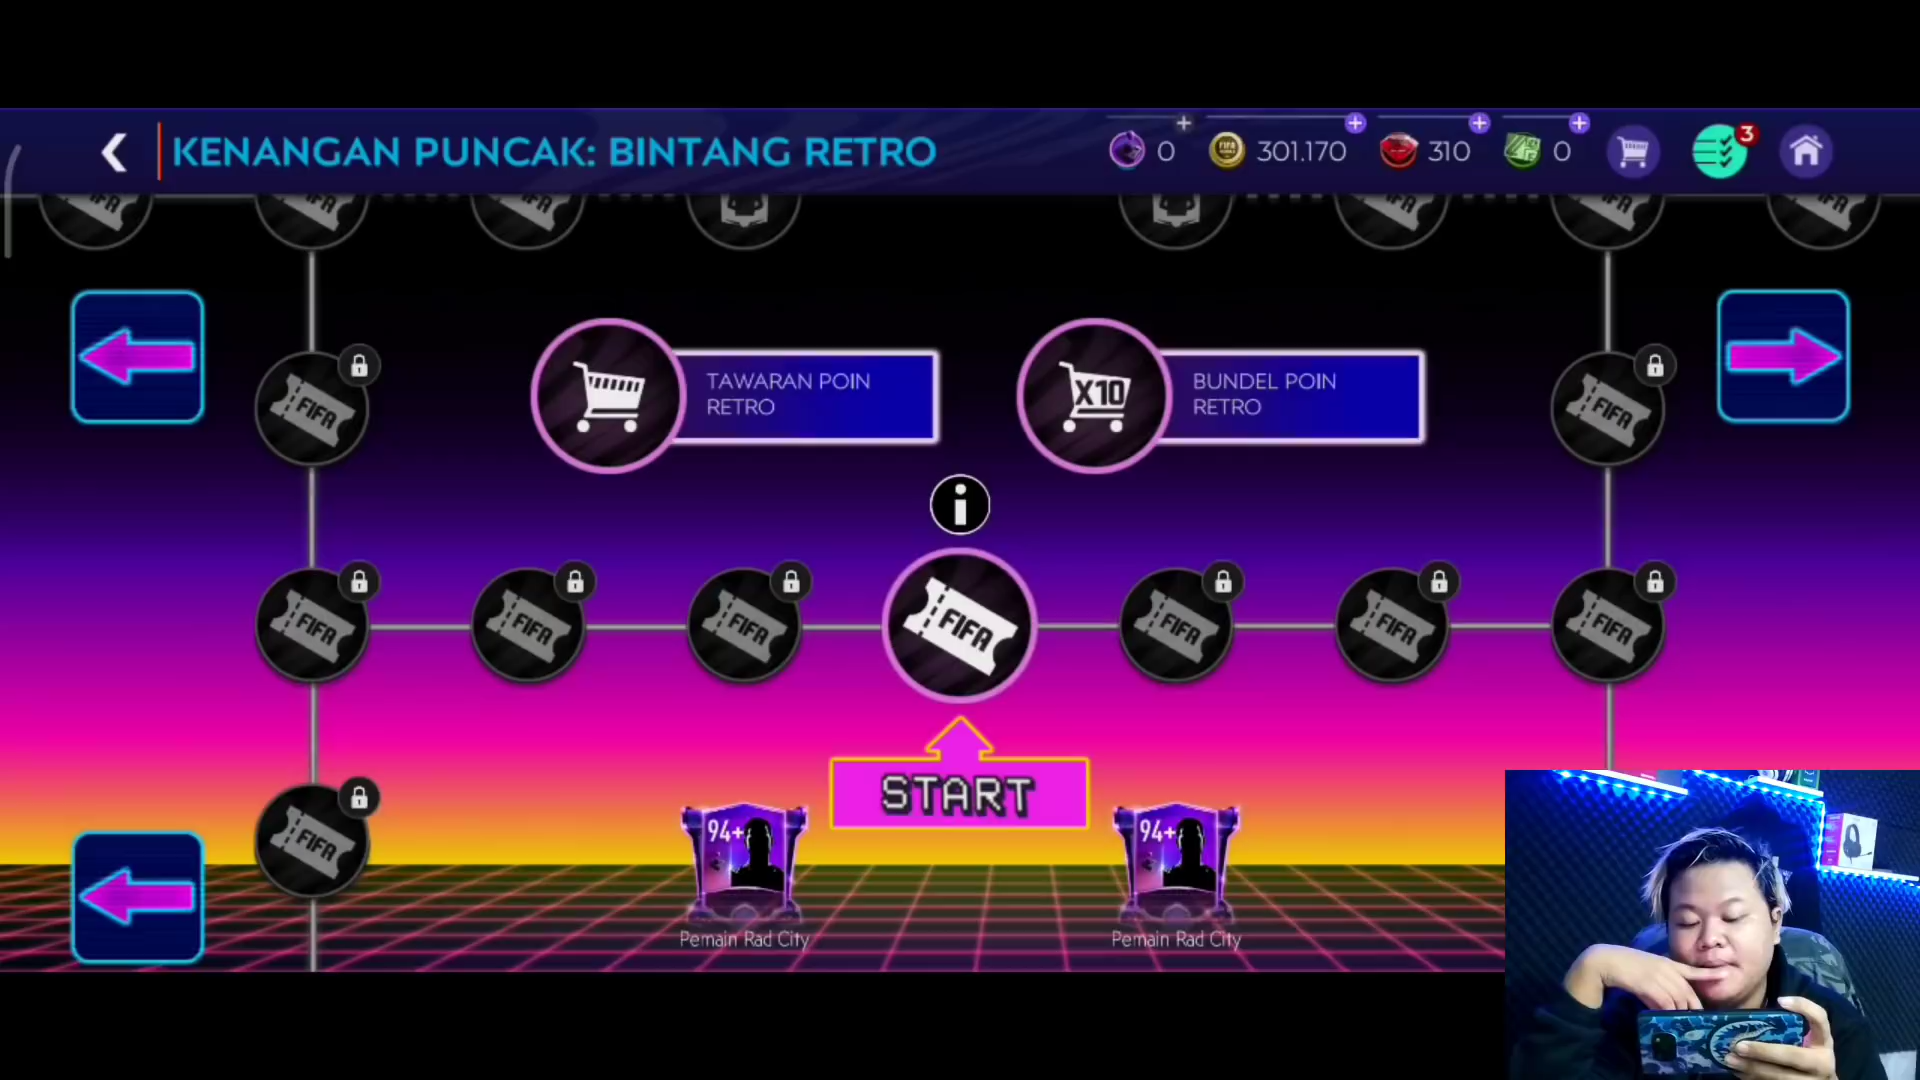 KENANGAN PUNCAK: BINTANG RETRO
0
301.170
310
0
3
TAWARAN POIN
RETRO
X10
BUNDEL POIN
RETRO
FIFA
FIFA
FIFA
FIFA
FIFA
FIFA
FIFA
FIFA
FIFA
FIFA
START
94+
94+
Pemain Rad City
Pemain Rad City